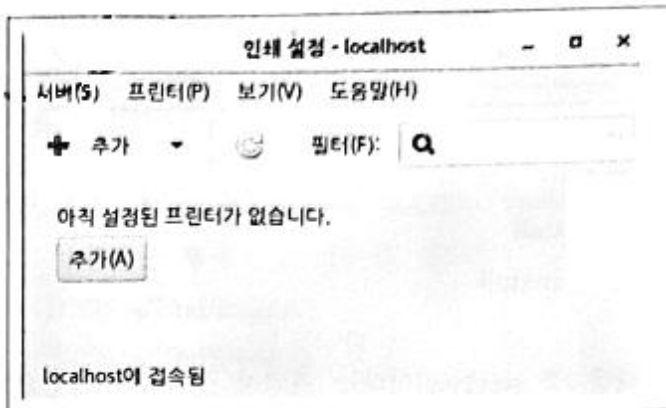 인쇄 설정 - localhost
서버(S) 프린터(P) 보기(V) 도움말(H)
추가 필터(F):
아직 설정된 프린터가 없습니다.
추가(A)
localhost에 접속됨